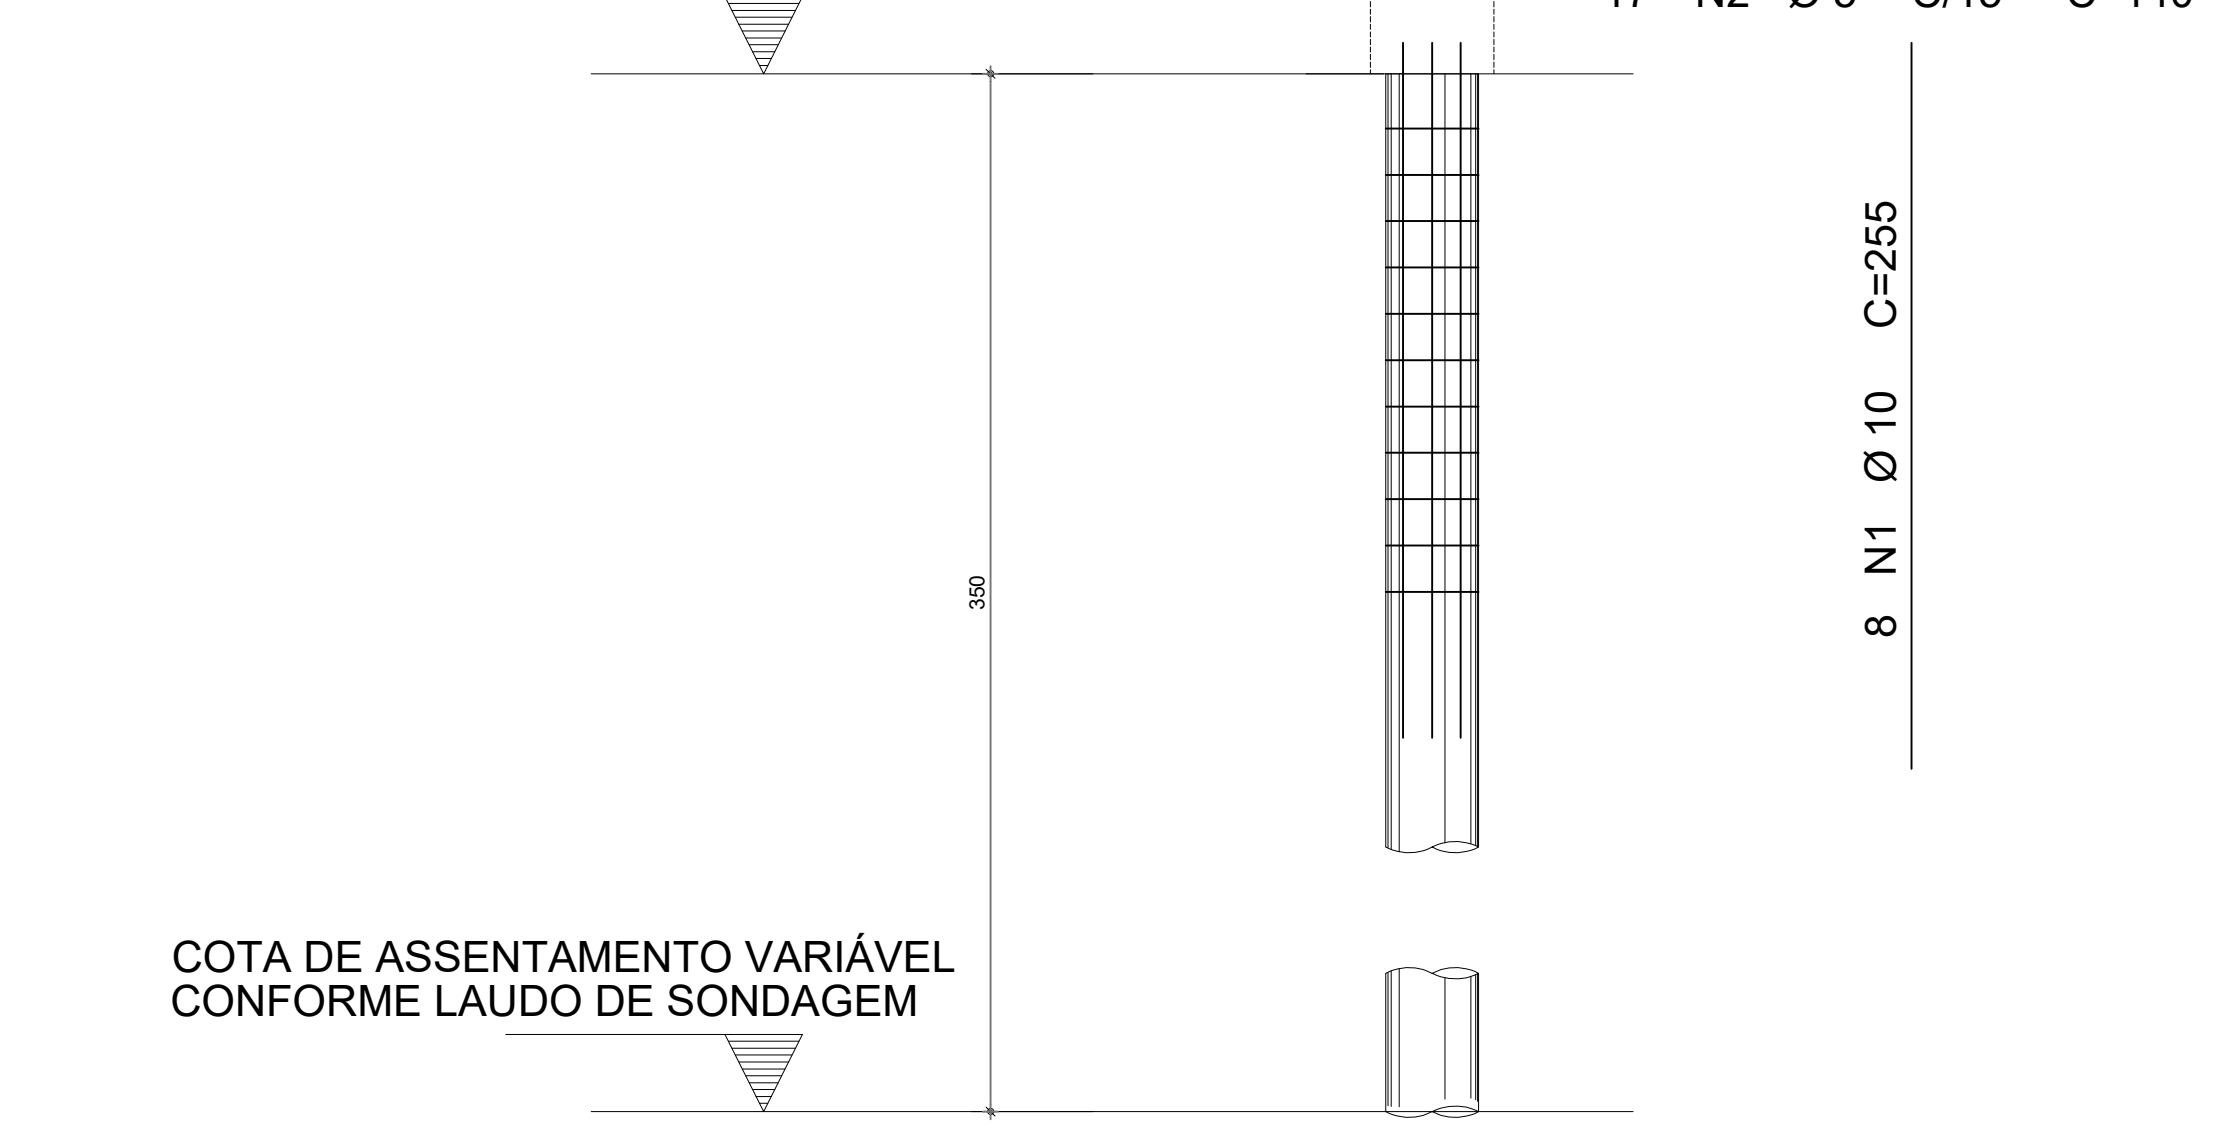 350
8 N1 Ø 10 C=255
COTA DE ASSENTAMENTO VARIÁVEL
CONFORME LAUDO DE SONDAGEM